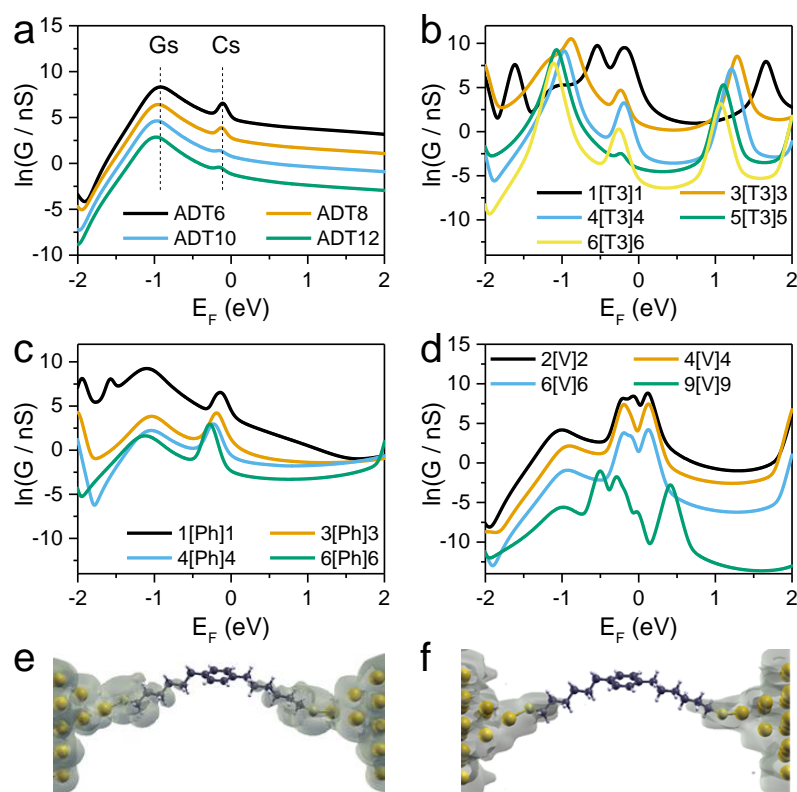 a
Gs Cs
15
10
5
0
-5
-10
ln(G / nS)
ADT6 ADT8
ADT10 ADT12
-2 -1 0 1 2
E_F (eV)
b
10
5
0
-5
-10
ln(G / nS)
1[T3]1 3[T3]3
4[T3]4 5[T3]5
6[T3]6
-2 -1 0 1 2
E_F (eV)
c
10
5
0
-5
-10
ln(G / nS)
1[Ph]1 3[Ph]3
4[Ph]4 6[Ph]6
-2 -1 0 1 2
E_F (eV)
d
2[V]2 4[V]4
6[V]6 9[V]9
15
10
5
0
-5
-10
ln(G / nS)
-2 -1 0 1 2
E_F (eV)
e
f